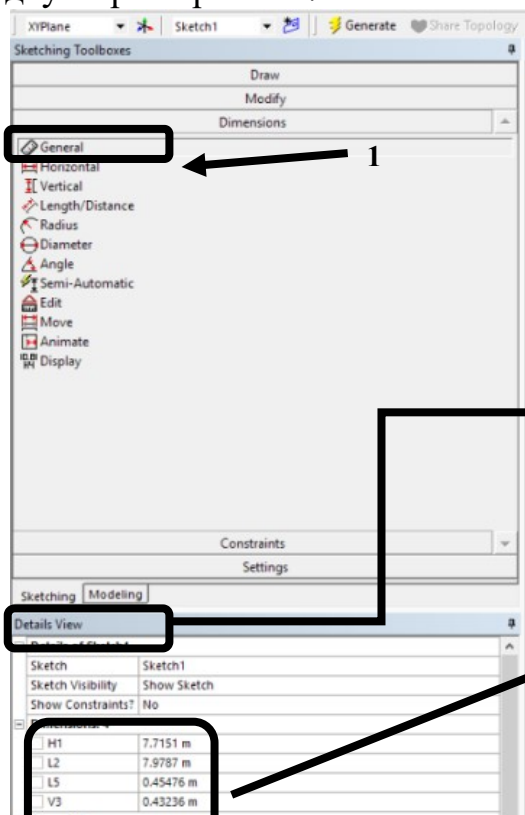 XYPlane Sketch1 Generate Share Topology
Sketching Toolboxes
Draw
Modify
Dimensions
General
1
Horizontal
Vertical
Length/Distance
Radius
Diameter
Angle
Semi-Automatic
Edit
Move
Animate
Display
Constraints
Settings
Sketching Modeling
Details View
Sketch Sketch1
Sketch Visibility Show Sketch
Show Constraints? No
H1 7.7151 m
L2 7.9787 m
L5 0.45476 m
V3 0.43236 m